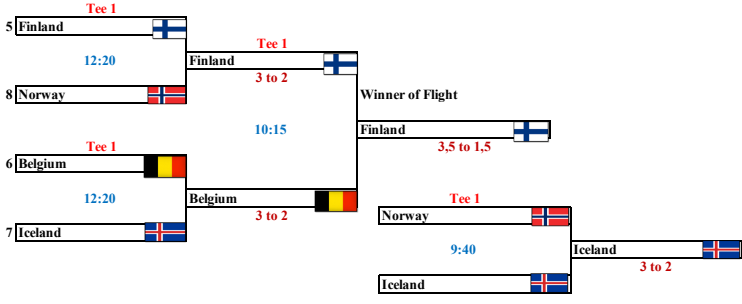 Tee 1
5 Finland
12:20
8 Norway
Tee 1
Finland
3 to 2
10:15
Tee 1
6 Belgium
12:20
7 Iceland
Belgium
3 to 2
Winner of Flight
Finland
3,5 to 1,5
Tee 1
Norway
9:40
Iceland
Iceland
3 to 2